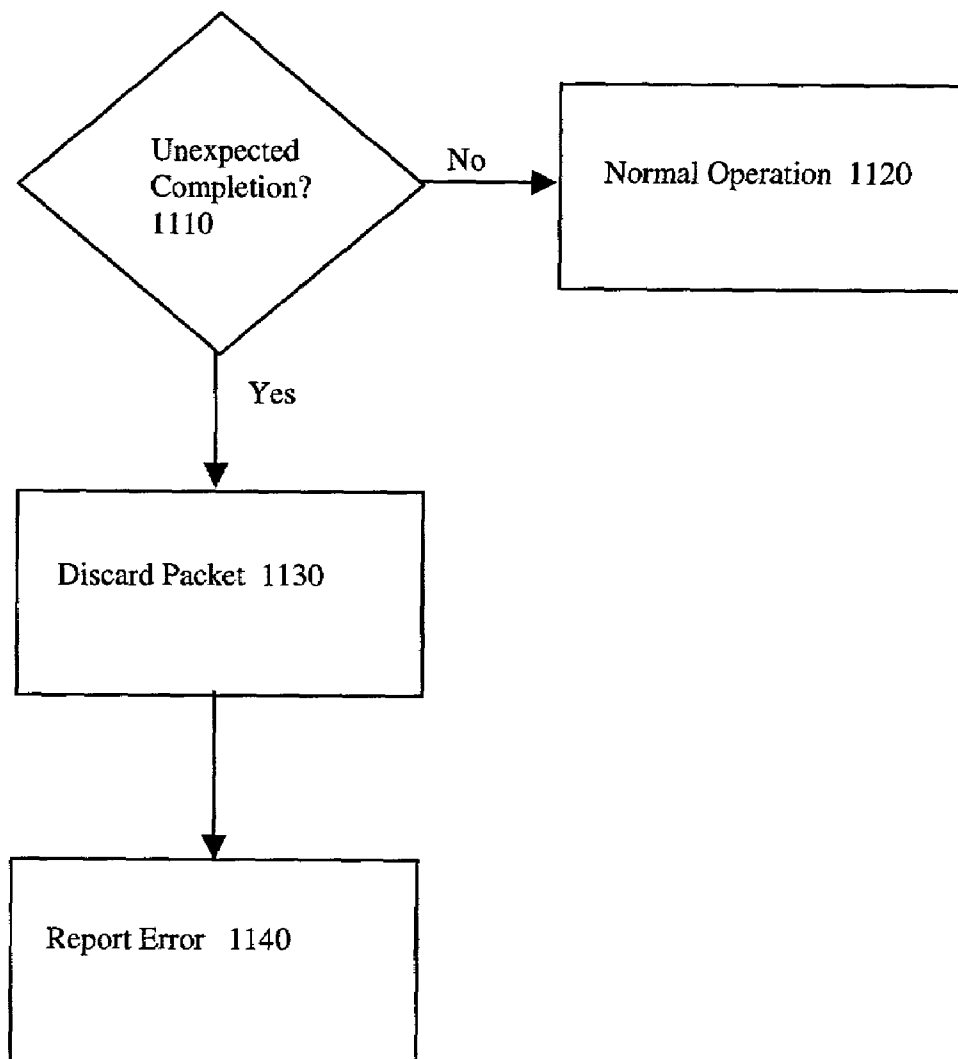 Unexpected
Completion?
1110
No
Normal Operation 1120
Yes
Discard Packet 1130
Report Error 1140